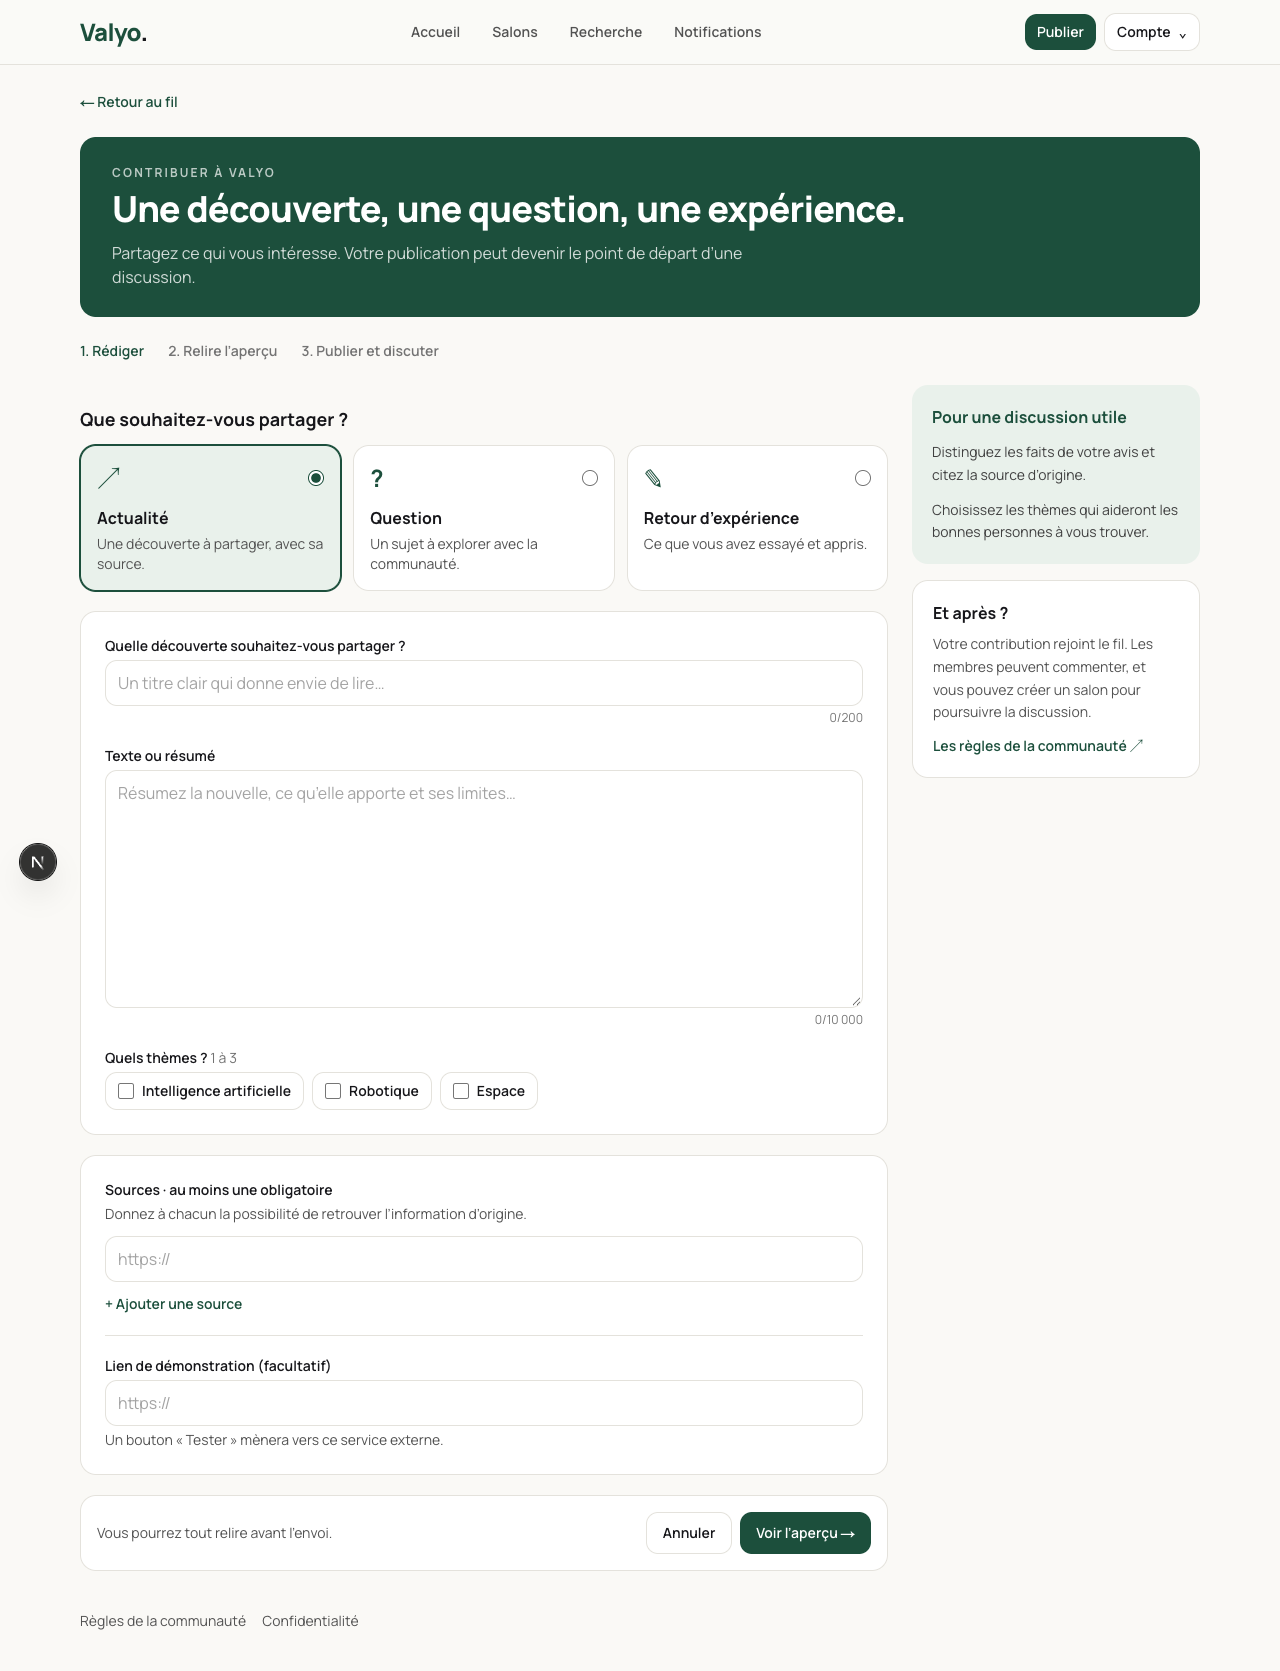 Valyo.
Accueil
Salons
Recherche
Notifications
Publier
Compte
← Retour au fil
CONTRIBUER À VALYO
Une découverte, une question, une expérience.
Partagez ce qui vous intéresse. Votre publication peut devenir le point de départ d’une
discussion.
1. Rédiger
2. Relire l'aperçu
3. Publier et discuter
Que souhaitez-vous partager ?
↗
Actualité
Une découverte à partager, avec sa
source.
?
Question
Un sujet à explorer avec la
communauté.
✎
Retour d’expérience
Ce que vous avez essayé et appris.
Quelle découverte souhaitez-vous partager ?
Un titre clair qui donne envie de lire…
0/200
Texte ou résumé
Résumez la nouvelle, ce qu’elle apporte et ses limites…
0/10 000
Quels thèmes ? 1 à 3
Intelligence artificielle
Robotique
Espace
Sources · au moins une obligatoire
Donnez à chacun la possibilité de retrouver l’information d’origine.
https://
+ Ajouter une source
Lien de démonstration (facultatif)
https://
Un bouton « Tester » mènera vers ce service externe.
Vous pourrez tout relire avant l’envoi.
Annuler
Voir l'aperçu →
Pour une discussion utile
Distinguez les faits de votre avis et
citez la source d’origine.
Choisissez les thèmes qui aideront les
bonnes personnes à vous trouver.
Et après ?
Votre contribution rejoint le fil. Les
membres peuvent commenter, et
vous pouvez créer un salon pour
poursuivre la discussion.
Les règles de la communauté ↗
N
Règles de la communauté
Confidentialité